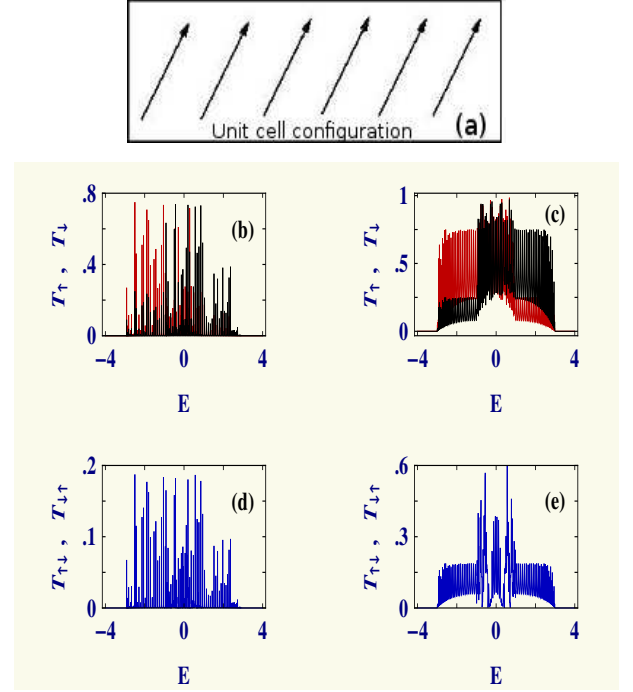 Unit cell configuration (a)
.8
.4
0
T↑ , T↓
(b)
−4 0 4
E
1
.5
0
T↑ , T↓
(c)
−4 0 4
E
.2
.1
0
T↑↓ , T↓↑
(d)
−4 0 4
E
.6
.3
0
T↑↓ , T↓↑
(e)
−4 0 4
E